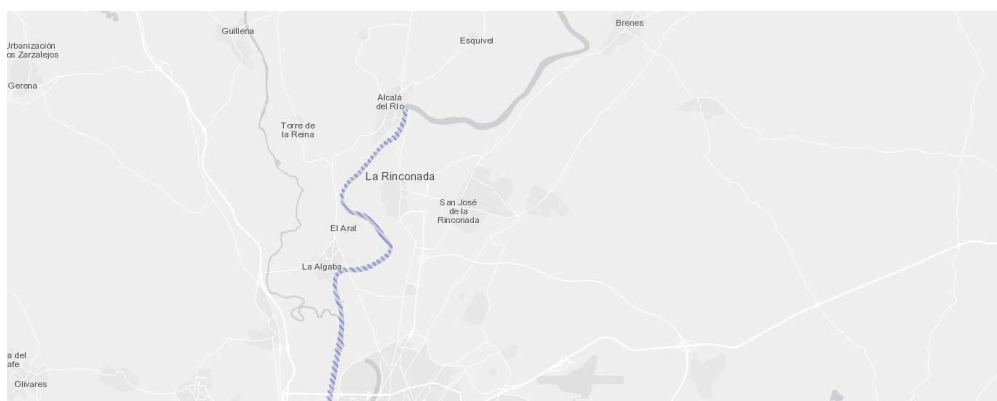 Guillena
Esquivel
Brenes
Urbanización
os Zarzalejos
Gerena
Alcalá
del Río
Torre de
la Reina
La Rinconada
San José
de la
Rinconada
El Aral
La Algaba
a del
afe
Olivares